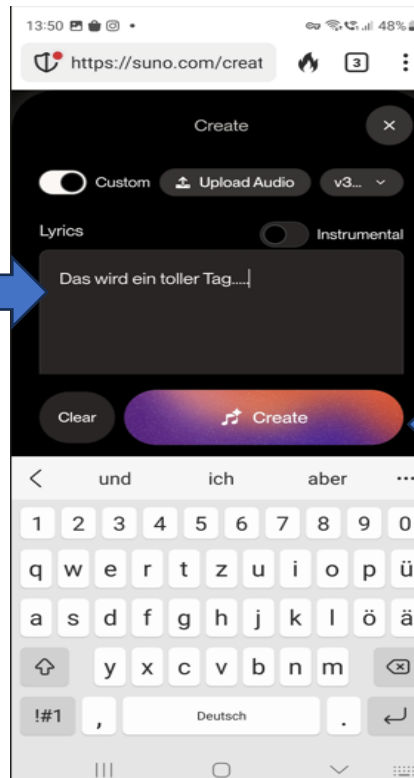 13:50 48%
https://suno.com/creat 3
Create
Custom Upload Audio v3...
Lyrics Instrumental
Das wird ein toller Tag.....
Clear Create
und ich aber ...
1 2 3 4 5 6 7 8 9 0
q w e r t z u i o p ü
a s d f g h j k l ö ä
y x c v b n m
!#1 , Deutsch .